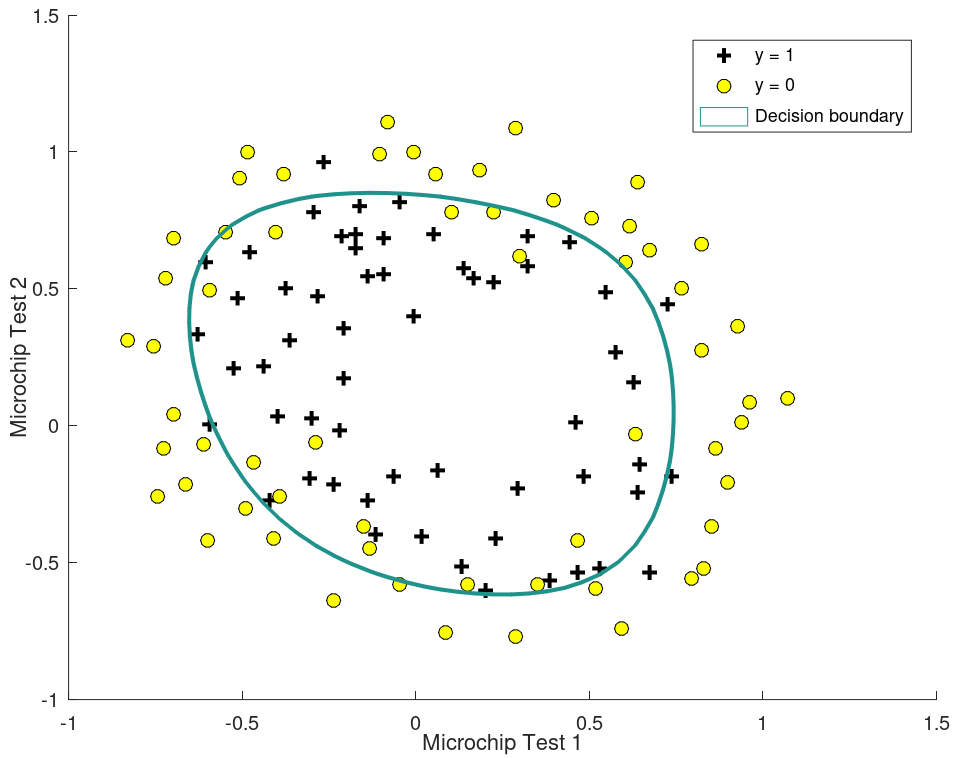 1.5
y = 1
y = 0
Decision boundary
1
0.5
Microchip Test 2
0
-0.5
-1
-1
-0.5
0
0.5
1
1.5
Microchip Test 1